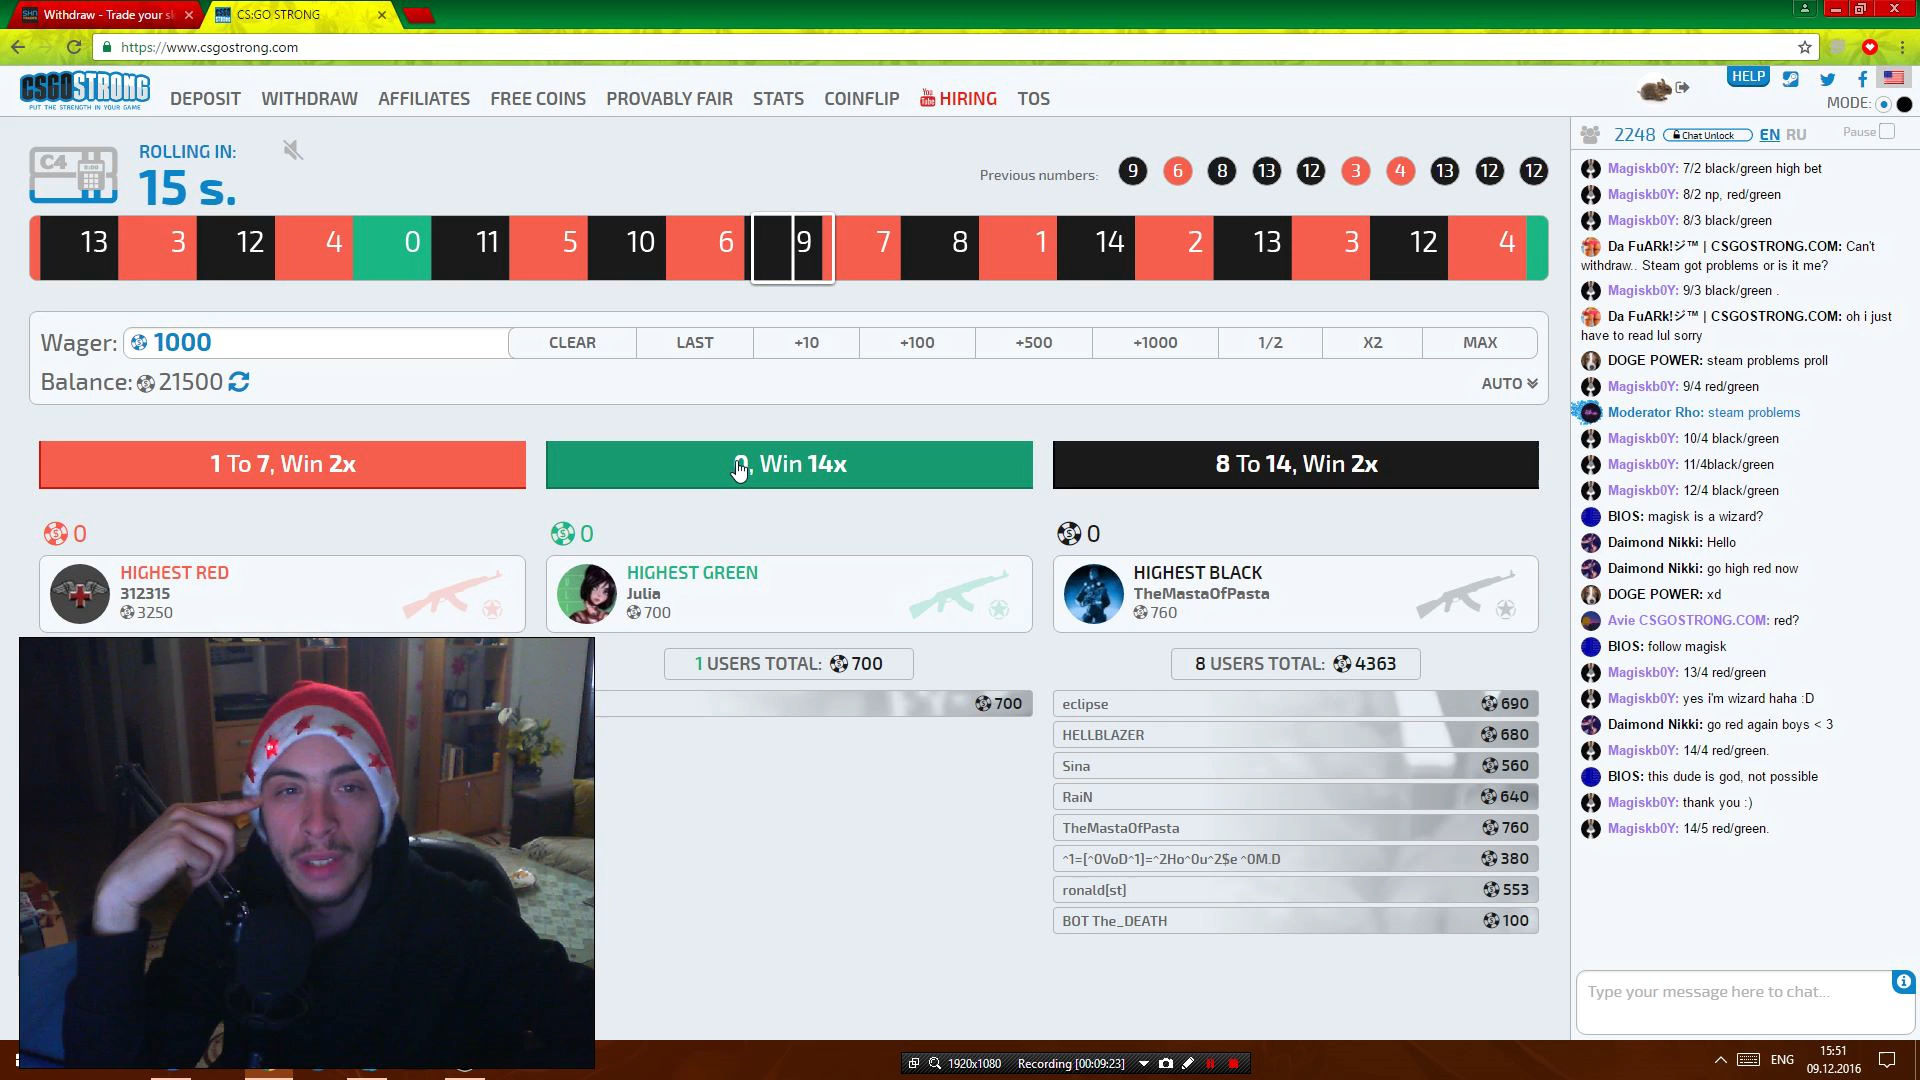 Withdraw - Trade your s
CS:GO STRONG
https://www.csgostrong.com
CSGOSTRONG
PUT THE STRENGTH IN YOUR GAME
DEPOSIT WITHDRAW AFFILIATES FREE COINS PROVABLY FAIR STATS COINFLIP HIRING TOS
HELP
MODE:
C4
ROLLING IN:
15 s.
Previous numbers: 9 6 8 13 12 3 4 13 12 12
13 3 12 4 0 11 5 10 6 9 7 8 1 14 2 13 3 12 4
Wager: 1000 CLEAR LAST +10 +100 +500 +1000 1/2 X2 MAX
Balance: 21500
AUTO
1 To 7, Win 2x
, Win 14x
8 To 14, Win 2x
0
0
0
HIGHEST RED
312315
3250
HIGHEST GREEN
Julia
700
HIGHEST BLACK
TheMastaOfPasta
760
1 USERS TOTAL: 700
700
8 USERS TOTAL: 4363
eclipse 690
HELLBLAZER 680
Sina 560
RaiN 640
TheMastaOfPasta 760
^1=[^0VoD^1]=^2Ho^0u^2$e ^0M.D 380
ronald[st] 553
BOT The_DEATH 100
2248 Chat Unlock EN RU Pause
Magiskb0Y: 7/2 black/green high bet
Magiskb0Y: 8/2 np, red/green
Magiskb0Y: 8/3 black/green
Da FuARk!ジ™ | CSGOSTRONG.COM: Can't
withdraw.. Steam got problems or is it me?
Magiskb0Y: 9/3 black/green .
Da FuARk!ジ™ | CSGOSTRONG.COM: oh i just
have to read lul sorry
DOGE POWER: steam problems proll
Magiskb0Y: 9/4 red/green
Moderator Rho: steam problems
Magiskb0Y: 10/4 black/green
Magiskb0Y: 11/4black/green
Magiskb0Y: 12/4 black/green
BIOS: magisk is a wizard?
Daimond Nikki: Hello
Daimond Nikki: go high red now
DOGE POWER: xd
Avie CSGOSTRONG.COM: red?
BIOS: follow magisk
Magiskb0Y: 13/4 red/green
Magiskb0Y: yes i'm wizard haha :D
Daimond Nikki: go red again boys < 3
Magiskb0Y: 14/4 red/green.
BIOS: this dude is god, not possible
Magiskb0Y: thank you :)
Magiskb0Y: 14/5 red/green.
Type your message here to chat...
1920x1080 Recording [00:09:23]
ENG
15:51
09.12.2016